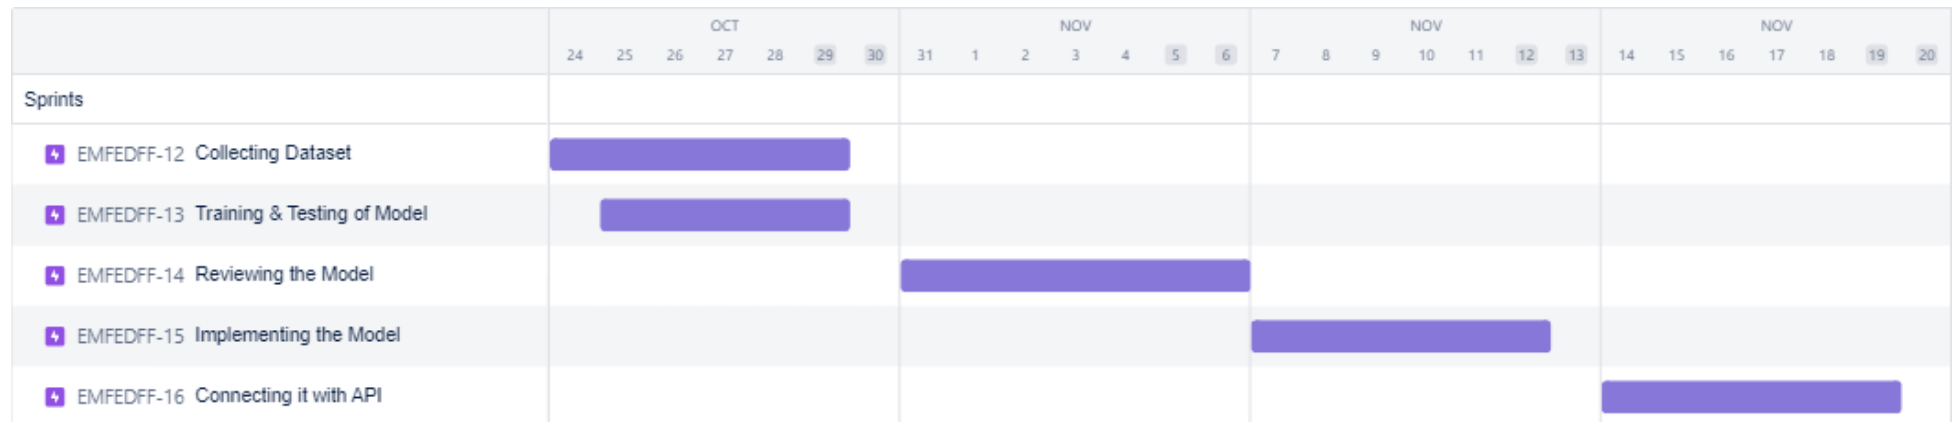 OCT NOV NOV NOV
24 25 26 27 28 29 30 31 1 2 3 4 5 6 7 8 9 10 11 12 13 14 15 16 17 18 19 20
Sprints
EMFEDFF-12 Collecting Dataset
EMFEDFF-13 Training & Testing of Model
EMFEDFF-14 Reviewing the Model
EMFEDFF-15 Implementing the Model
EMFEDFF-16 Connecting it with API